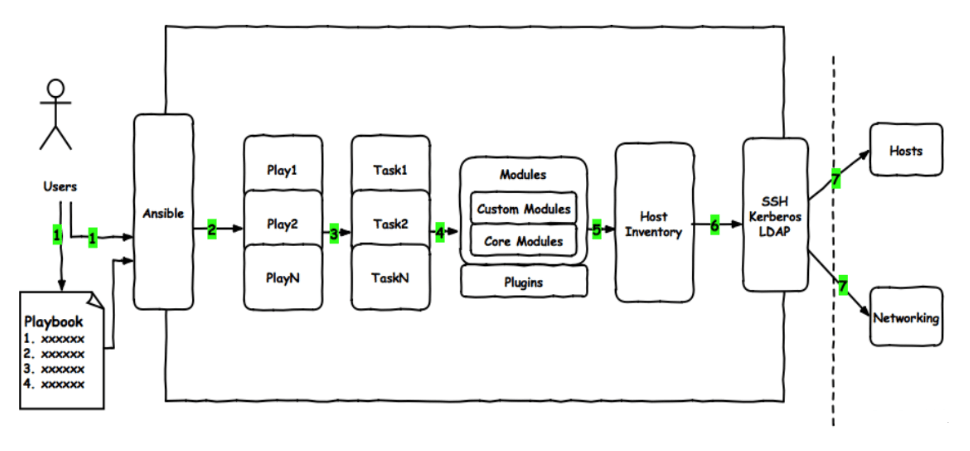 Users
1
1
Playbook
1. xxxxxx
2. xxxxxx
3. xxxxxx
4. xxxxxx
Ansible
2
Play1
Play2
PlayN
3
Task1
Task2
TaskN
4
Modules
Custom Modules
Core Modules
Plugins
5
Host
Inventory
6
SSH
Kerberos
LDAP
7
7
Hosts
Networking